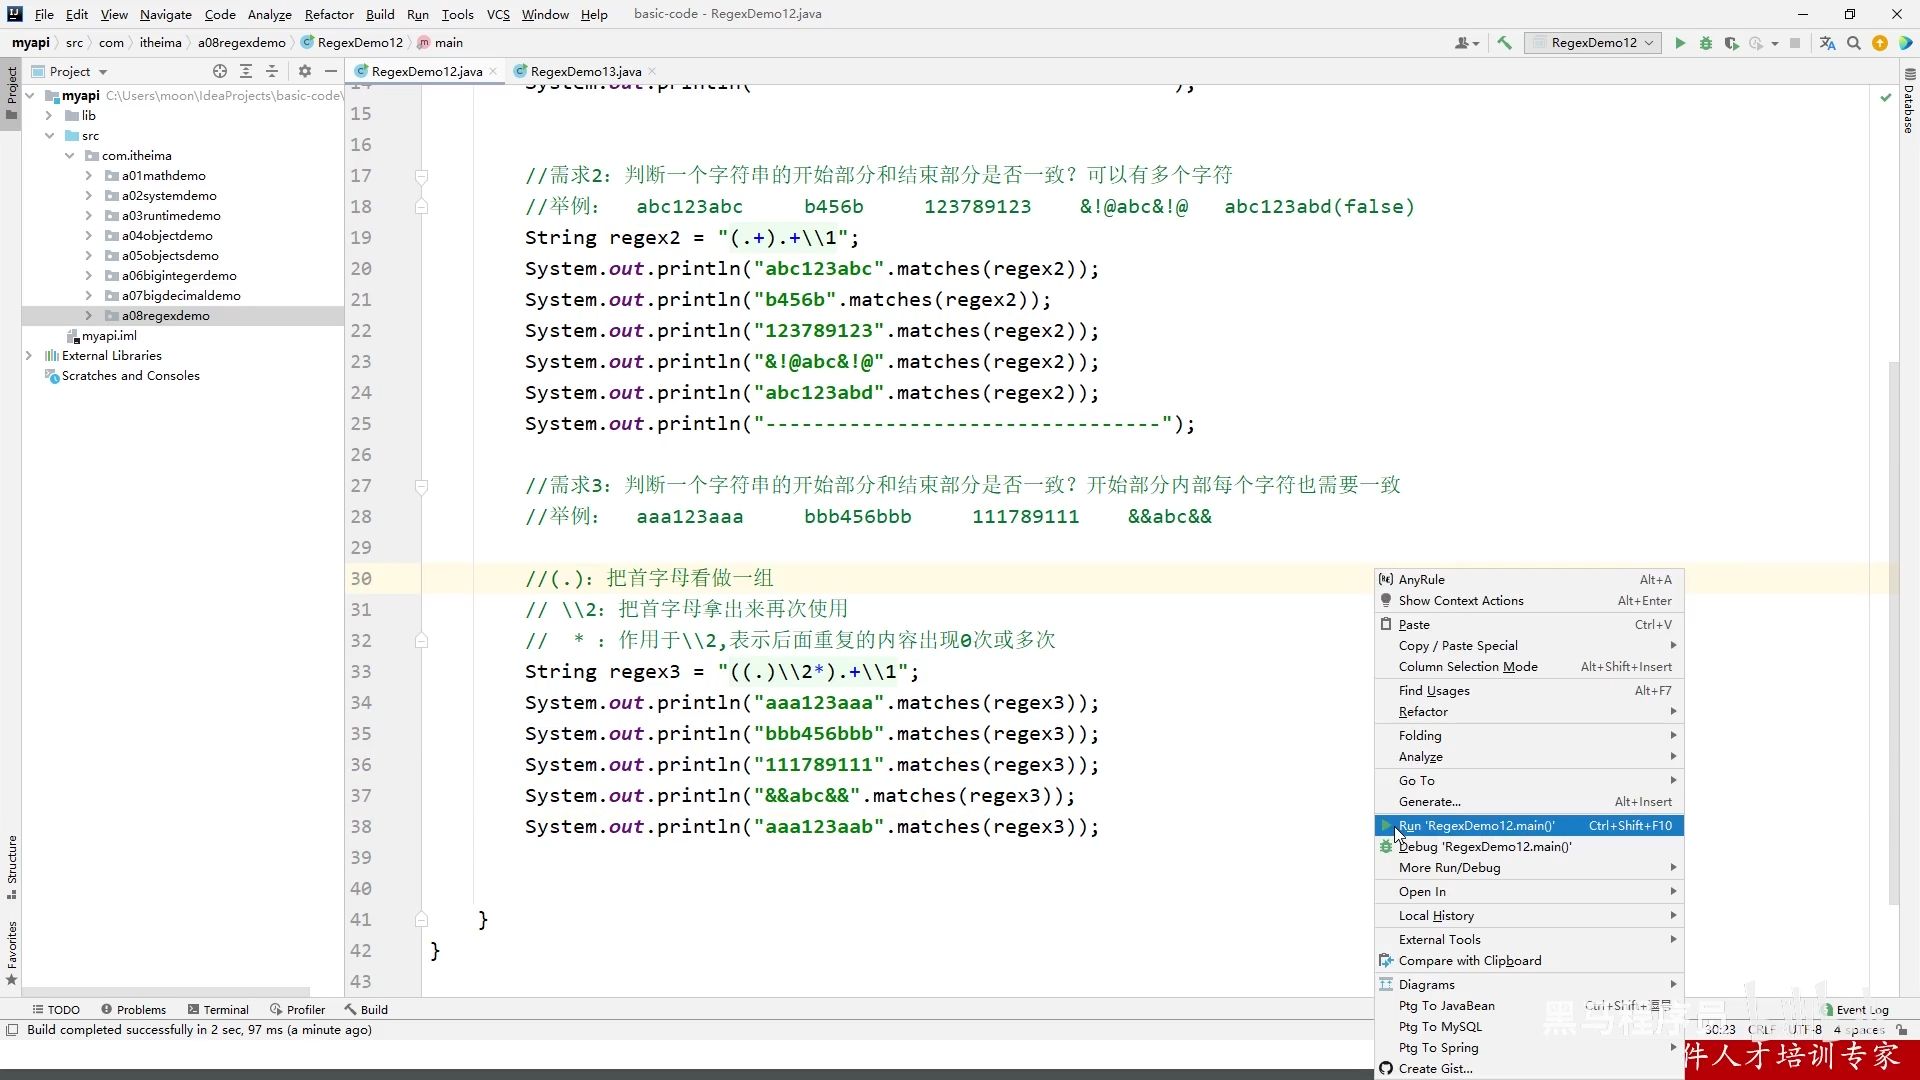 File Edit View Navigate Code Analyze Refactor Build Run Tools VCS Window Help basic-code - RegexDemo12.java
myapi src com itheima a08regexdemo RegexDemo12 main RegexDemo12
Project RegexDemo12.java RegexDemo13.java
Project
Structure
Favorites
Database
myapi C:\Users\moon\IdeaProjects\basic-code\
lib
src
com.itheima
a01mathdemo
a02systemdemo
a03runtimedemo
a04objectdemo
a05objectsdemo
a06bigintegerdemo
a07bigdecimaldemo
a08regexdemo
myapi.iml
External Libraries
Scratches and Consoles
15
16
17 //需求2：判断一个字符串的开始部分和结束部分是否一致？可以有多个字符
18 //举例： abc123abc b456b 123789123 &!@abc&!@ abc123abd(false)
19 String regex2 = "(.+).+\\1";
20 System.out.println("abc123abc".matches(regex2));
21 System.out.println("b456b".matches(regex2));
22 System.out.println("123789123".matches(regex2));
23 System.out.println("&!@abc&!@".matches(regex2));
24 System.out.println("abc123abd".matches(regex2));
25 System.out.println("---------------------------------");
26
27 //需求3：判断一个字符串的开始部分和结束部分是否一致？开始部分内部每个字符也需要一致
28 //举例： aaa123aaa bbb456bbb 111789111 &&abc&&
29
30 //(.)：把首字母看做一组
31 // \\2：把首字母拿出来再次使用
32 // * ：作用于\\2,表示后面重复的内容出现0次或多次
33 String regex3 = "((.)\\2*).+\\1";
34 System.out.println("aaa123aaa".matches(regex3));
35 System.out.println("bbb456bbb".matches(regex3));
36 System.out.println("111789111".matches(regex3));
37 System.out.println("&&abc&&".matches(regex3));
38 System.out.println("aaa123aab".matches(regex3));
39
40
41 }
42 }
43
AnyRule Alt+A
Show Context Actions Alt+Enter
Paste Ctrl+V
Copy / Paste Special
Column Selection Mode Alt+Shift+Insert
Find Usages Alt+F7
Refactor
Folding
Analyze
Go To
Generate... Alt+Insert
Run 'RegexDemo12.main()' Ctrl+Shift+F10
Debug 'RegexDemo12.main()'
More Run/Debug
Open In
Local History
External Tools
Compare with Clipboard
Diagrams
Ptg To JavaBean Ctrl+Shift+逗号
Ptg To MySQL
Ptg To Spring
Create Gist...
TODO Problems Terminal Profiler Build Event Log
Build completed successfully in 2 sec, 97 ms (a minute ago) 30:23 CRLF UTF-8 4 spaces
黑马程序员
件人才培训专家